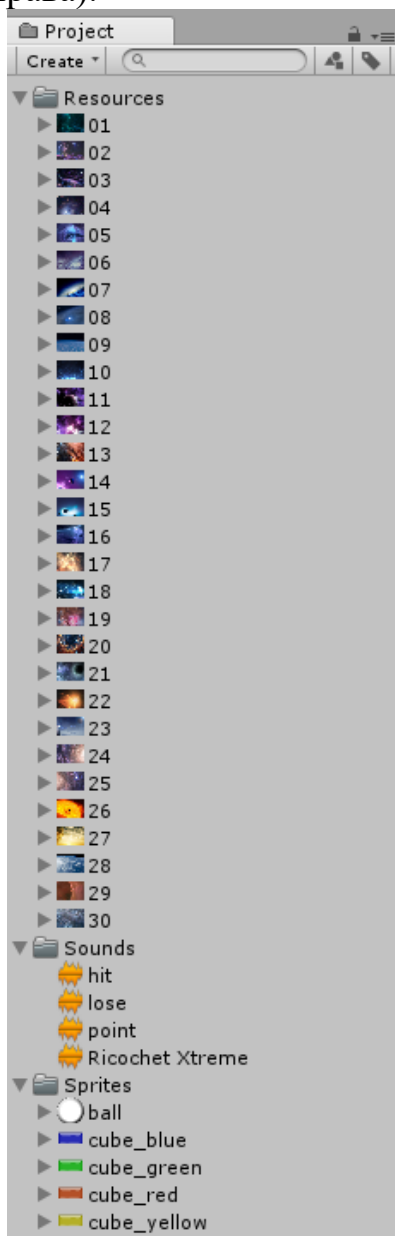 права).
Project
Create
Resources
01
02
03
04
05
06
07
08
09
10
11
12
13
14
15
16
17
18
19
20
21
22
23
24
25
26
27
28
29
30
Sounds
hit
lose
point
Ricochet Xtreme
Sprites
ball
cube_blue
cube_green
cube_red
cube_yellow